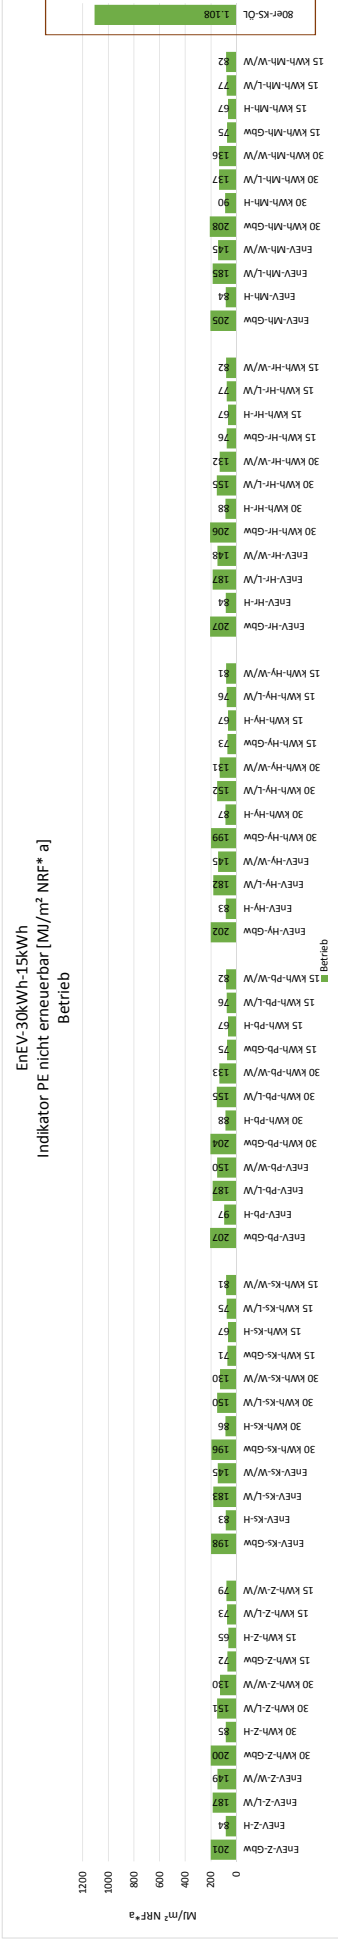 EnEV-30kWh-15kWh
Indikator PE nicht erneuerbar [MJ/m² NRF* a]
Betrieb
MJ/m² NRF*a
1200
1000
800
600
400
200
0
201
84
187
149
200
85
151
130
72
65
73
79
198
83
183
145
196
86
150
130
71
67
75
81
207
97
187
150
204
88
155
133
75
67
76
82
202
83
182
145
199
87
152
131
73
67
76
81
207
84
187
148
206
88
155
132
76
67
77
82
205
84
185
145
208
90
137
136
75
67
77
82
1.108
EnEV-Z-Gbw
EnEV-Z-H
EnEV-Z-L/W
EnEV-Z-W/W
30 kWh-Z-Gbw
30 kWh-Z-H
30 kWh-Z-L/W
30 kWh-Z-W/W
15 kWh-Z-Gbw
15 kWh-Z-H
15 kWh-Z-L/W
15 kWh-Z-W/W
EnEV-Ks-Gbw
EnEV-Ks-H
EnEV-Ks-L/W
EnEV-Ks-W/W
30 kWh-Ks-Gbw
30 kWh-Ks-H
30 kWh-Ks-L/W
30 kWh-Ks-W/W
15 kWh-Ks-Gbw
15 kWh-Ks-H
15 kWh-Ks-L/W
15 kWh-Ks-W/W
EnEV-Pb-Gbw
EnEV-Pb-H
EnEV-Pb-L/W
EnEV-Pb-W/W
30 kWh-Pb-Gbw
30 kWh-Pb-H
30 kWh-Pb-L/W
30 kWh-Pb-W/W
15 kWh-Pb-Gbw
15 kWh-Pb-H
15 kWh-Pb-L/W
15 kWh-Pb-W/W
EnEV-Hy-Gbw
EnEV-Hy-H
EnEV-Hy-L/W
EnEV-Hy-W/W
30 kWh-Hy-Gbw
30 kWh-Hy-H
30 kWh-Hy-L/W
30 kWh-Hy-W/W
15 kWh-Hy-Gbw
15 kWh-Hy-H
15 kWh-Hy-L/W
15 kWh-Hy-W/W
EnEV-Hr-Gbw
EnEV-Hr-H
EnEV-Hr-L/W
EnEV-Hr-W/W
30 kWh-Hr-Gbw
30 kWh-Hr-H
30 kWh-Hr-L/W
30 kWh-Hr-W/W
15 kWh-Hr-Gbw
15 kWh-Hr-H
15 kWh-Hr-L/W
15 kWh-Hr-W/W
EnEV-Mh-Gbw
EnEV-Mh-H
EnEV-Mh-L/W
EnEV-Mh-W/W
30 kWh-Mh-Gbw
30 kWh-Mh-H
30 kWh-Mh-L/W
30 kWh-Mh-W/W
15 kWh-Mh-Gbw
15 kWh-Mh-H
15 kWh-Mh-L/W
15 kWh-Mh-W/W
80er-KS-ÖL
Betrieb